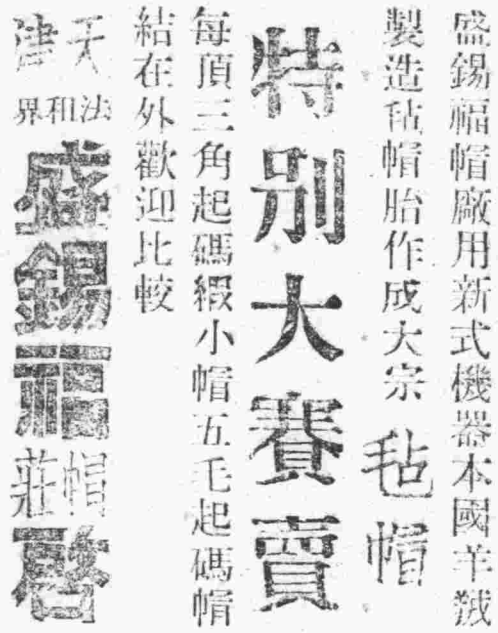 盛錫福帽廠用新式機器本國羊羢
製造毡帽胎作成大宗毡帽
特別大賽賣
每頂三角起碼緞小帽五毛起碼帽
結在外歡迎比較
天津
法和界
盛錫福
帽莊
啓